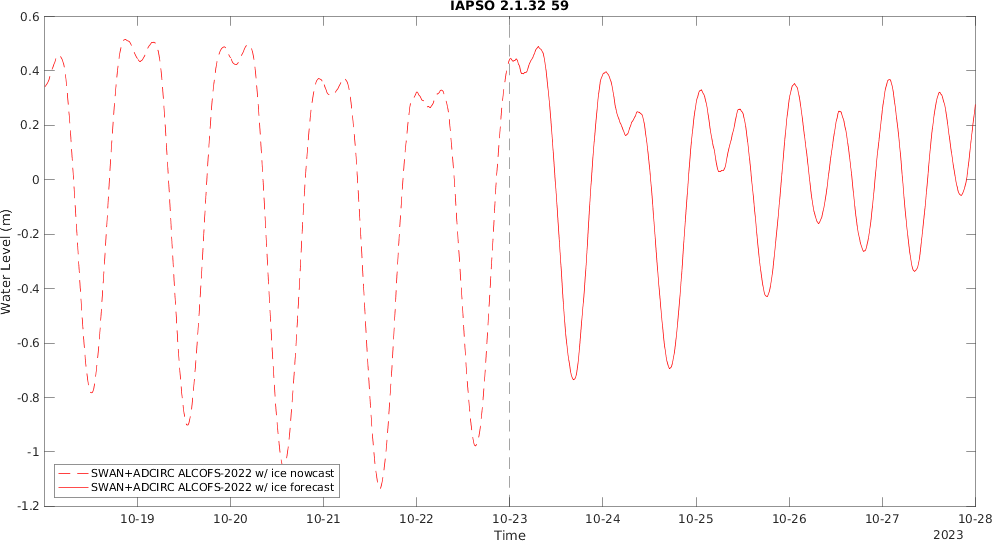 IAPSO 2.1.32 59
0.6
0.4
0.2
0
-0.2
-0.4
-0.6
-0.8
-1
-1.2
Water Level (m)
SWAN+ADCIRC ALCOFS-2022 w/ ice nowcast
SWAN+ADCIRC ALCOFS-2022 w/ ice forecast
10-19 10-20 10-21 10-22 10-23 10-24 10-25 10-26 10-27 10-28
Time
2023